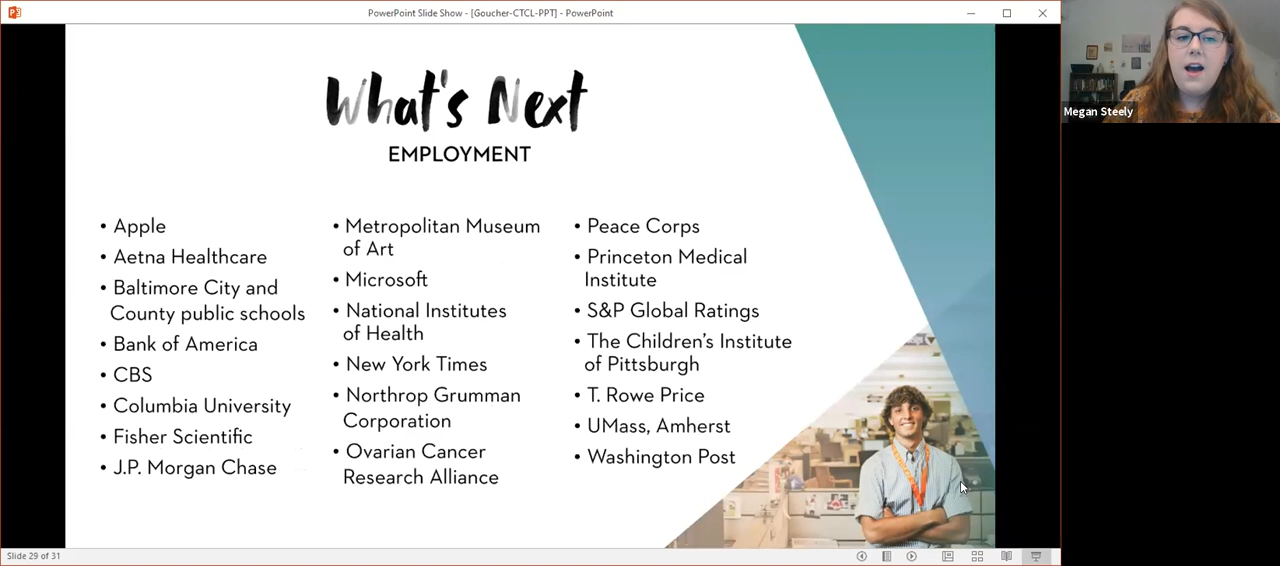 PowerPoint Slide Show - [Goucher-CTCL-PPT] - PowerPoint
What's Next
EMPLOYMENT
• Apple
• Aetna Healthcare
• Baltimore City and
County public schools
• Bank of America
• CBS
• Columbia University
• Fisher Scientific
• J.P. Morgan Chase
• Metropolitan Museum
of Art
• Microsoft
• National Institutes
of Health
• New York Times
• Northrop Grumman
Corporation
• Ovarian Cancer
Research Alliance
• Peace Corps
• Princeton Medical
Institute
• S&P Global Ratings
• The Children's Institute
of Pittsburgh
• T. Rowe Price
• UMass, Amherst
• Washington Post
Megan Steely
Slide 29 of 31